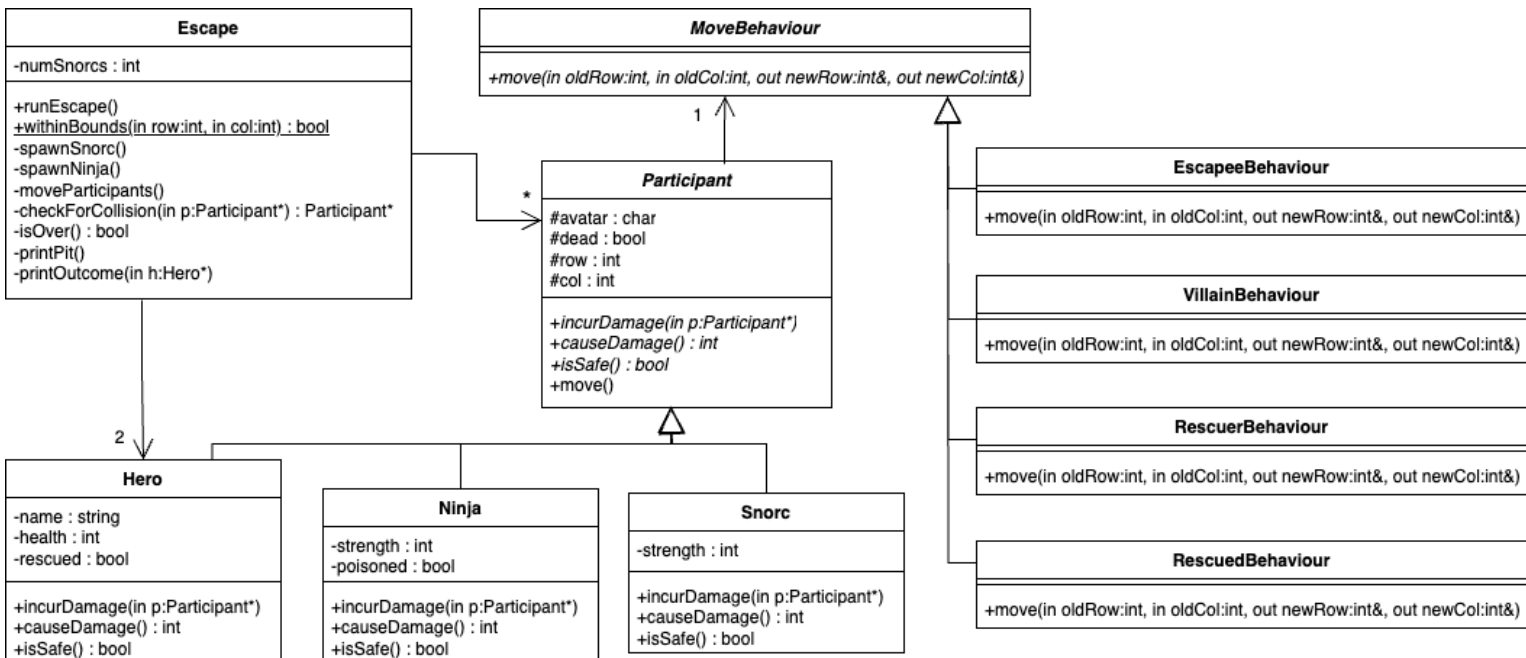 Escape
-numSnorcs : int
+runEscape()
+withinBounds(in row:int, in col:int) : bool
-spawnSnorc()
-spawnNinja()
-moveParticipants()
-checkForCollision(in p:Participant*) : Participant*
-isOver() : bool
-printPit()
-printOutcome(in h:Hero*)
MoveBehaviour
+move(in oldRow:int, in oldCol:int, out newRow:int&, out newCol:int&)
1
*
2
Participant
#avatar : char
#dead : bool
#row : int
#col : int
+incurDamage(in p:Participant*)
+causeDamage() : int
+isSafe() : bool
+move()
EscapeeBehaviour
+move(in oldRow:int, in oldCol:int, out newRow:int&, out newCol:int&)
VillainBehaviour
+move(in oldRow:int, in oldCol:int, out newRow:int&, out newCol:int&)
RescuerBehaviour
+move(in oldRow:int, in oldCol:int, out newRow:int&, out newCol:int&)
RescuedBehaviour
+move(in oldRow:int, in oldCol:int, out newRow:int&, out newCol:int&)
Hero
-name : string
-health : int
-rescued : bool
+incurDamage(in p:Participant*)
+causeDamage() : int
+isSafe() : bool
Ninja
-strength : int
-poisoned : bool
+incurDamage(in p:Participant*)
+causeDamage() : int
+isSafe() : bool
Snorc
-strength : int
+incurDamage(in p:Participant*)
+causeDamage() : int
+isSafe() : bool